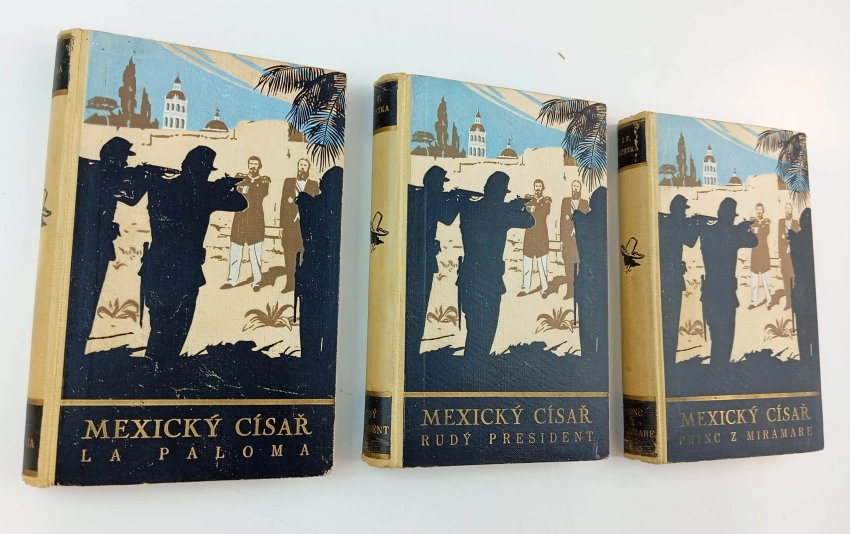 MEXICKÝ CÍSAŘ
LA PALOMA
MEXICKÝ CÍSAŘ
RUDÝ PRESIDENT
MEXICKÝ CÍSAŘ
PRINC Z MIRAMARE